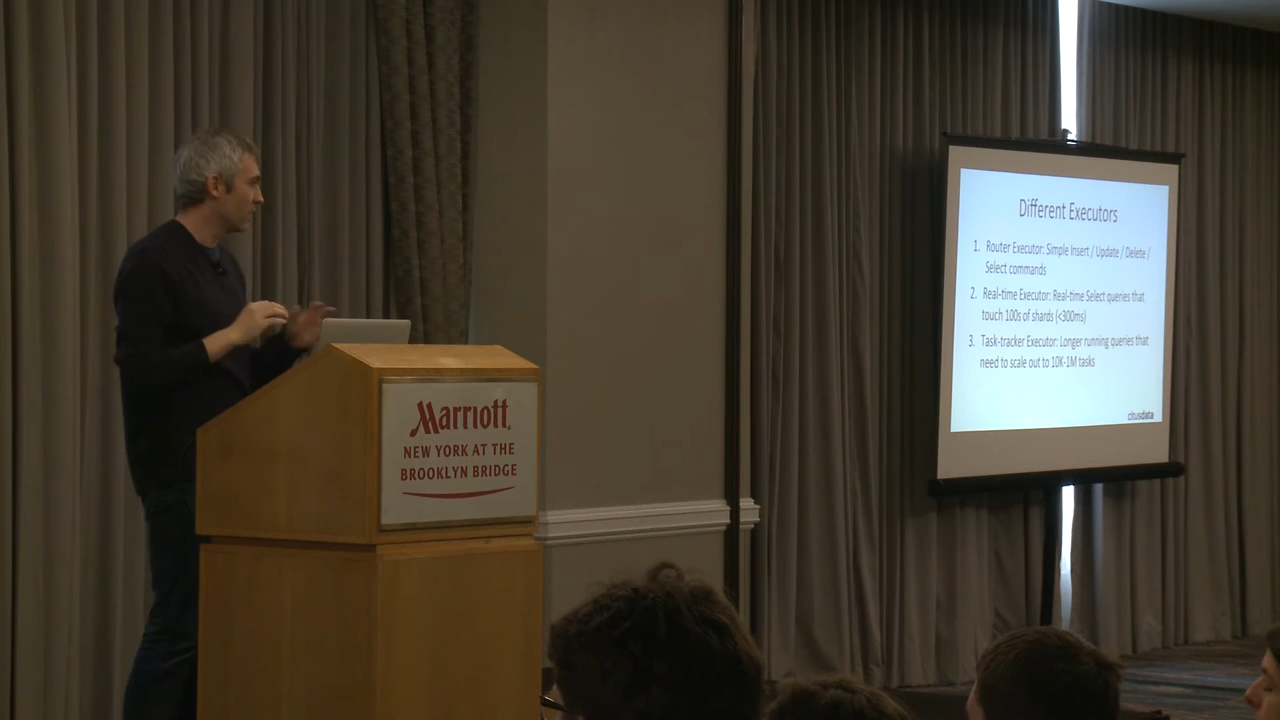 Marriott.
NEW YORK AT THE
BROOKLYN BRIDGE
Different Executors
1. Router Executor: Simple Insert / Update / Delete /
Select commands
2. Real-time Executor: Real-time Select queries that
touch 100s of shards (<300ms)
3. Task-tracker Executor: Longer running queries that
need to scale out to 10K-1M tasks
citusdata